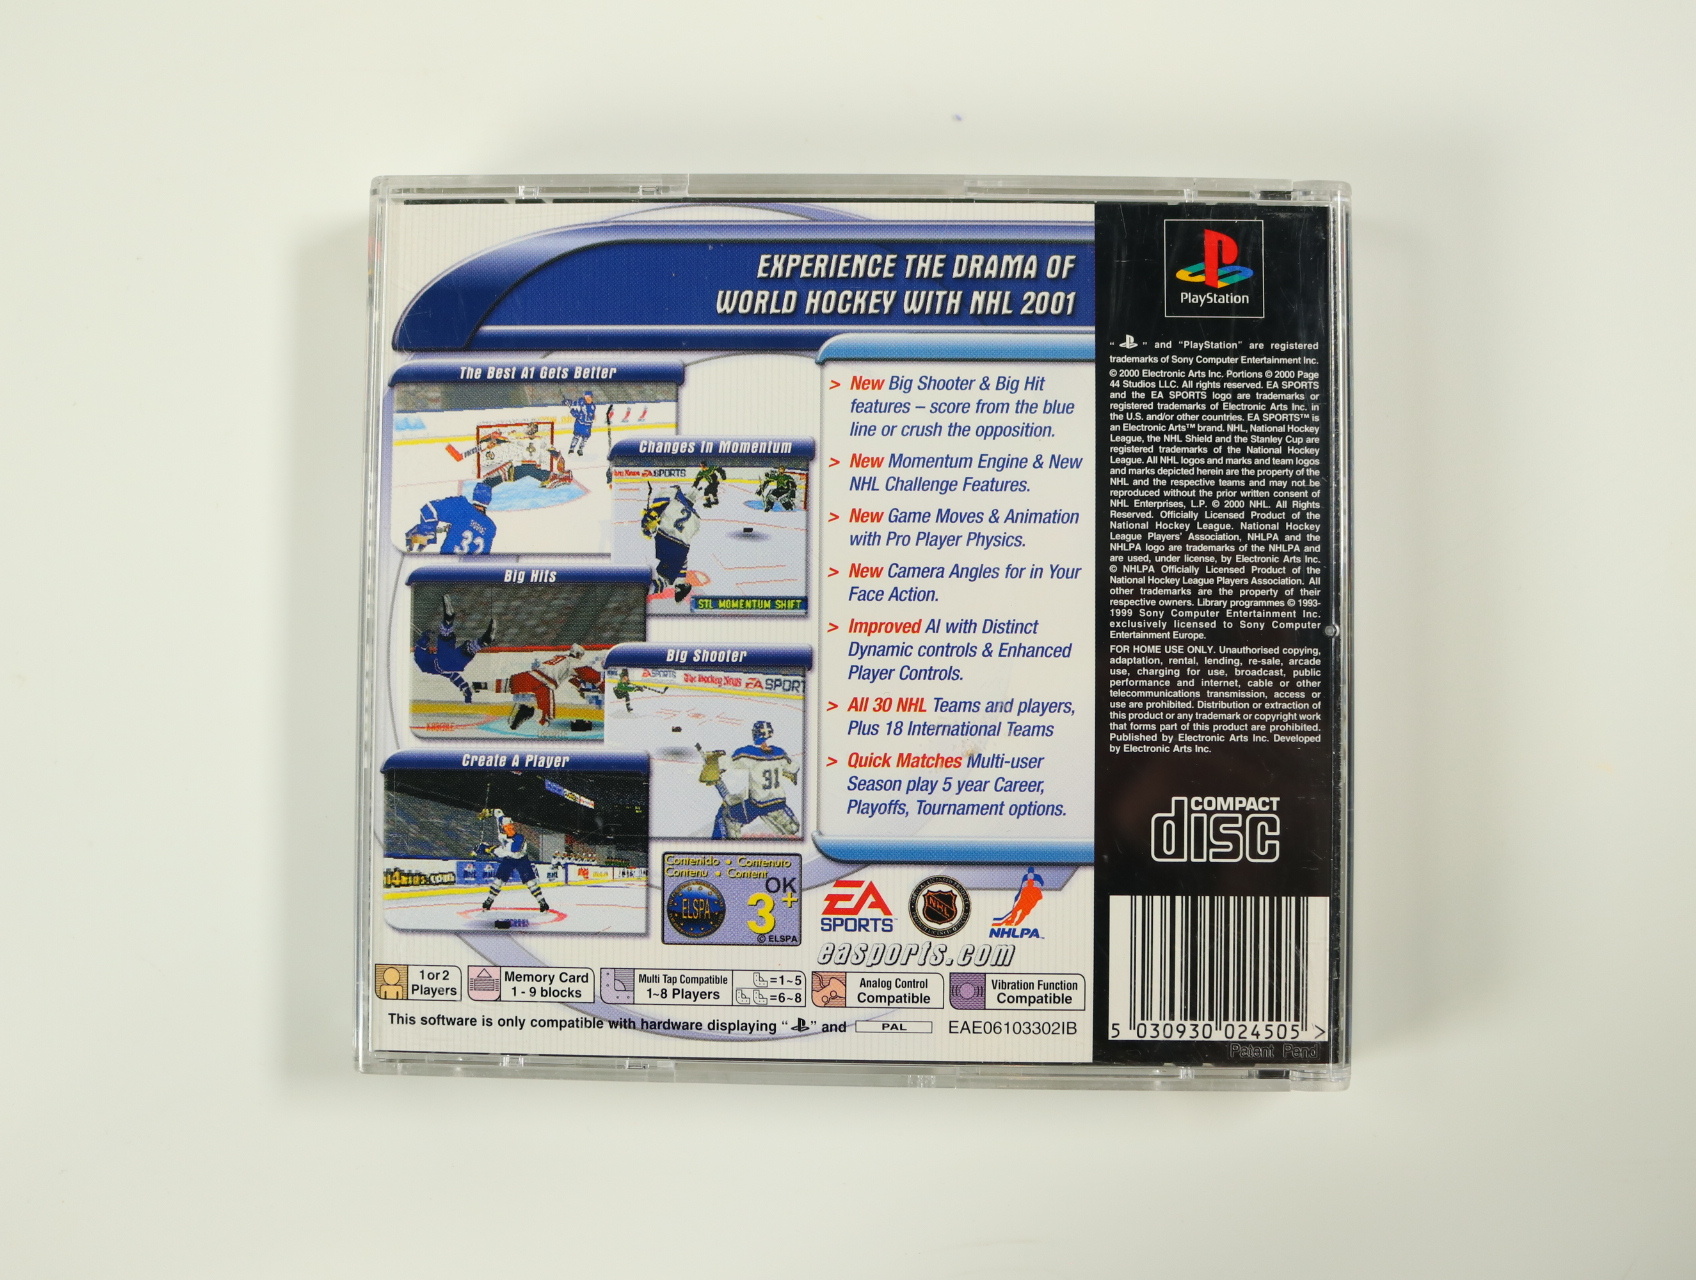 EXPERIENCE THE DRAMA OF
WORLD HOCKEY WITH NHL 2001
The Best A1 Gets Better
32
Changes In Momentum
EA SPORTS
2
STL MOMENTUM SHIFT
Big Hits
Big Shooter
EA SPORTS
The Hockey News
EA SPORT
91
Create A Player
> New Big Shooter & Big Hit
features – score from the blue
line or crush the opposition.
> New Momentum Engine & New
NHL Challenge Features.
> New Game Moves & Animation
with Pro Player Physics.
> New Camera Angles for in Your
Face Action.
> Improved AI with Distinct
Dynamic controls & Enhanced
Player Controls.
> All 30 NHL Teams and players,
Plus 18 International Teams
> Quick Matches Multi-user
Season play 5 year Career,
Playoffs, Tournament options.
Contenido • Contenuto
Contenu • Content
ELSPA
OK
3+
© ELSPA
EA
SPORTS™
NHL
NHLPA™
easports.com
1 or 2
Players
Memory Card
1 - 9 blocks
Multi Tap Compatible
1~8 Players
=1~5
=6~8
Analog Control
Compatible
Vibration Function
Compatible
This software is only compatible with hardware displaying " " and PAL EAE06103302IB
PlayStation
" " and "PlayStation" are registered
trademarks of Sony Computer Entertainment Inc.
© 2000 Electronic Arts Inc. Portions © 2000 Page
44 Studios LLC. All rights reserved. EA SPORTS
and the EA SPORTS logo are trademarks or
registered trademarks of Electronic Arts Inc. in
the U.S. and/or other countries. EA SPORTS™ is
an Electronic Arts™ brand. NHL, National Hockey
League, the NHL Shield and the Stanley Cup are
registered trademarks of the National Hockey
League. All NHL logos and marks and team logos
and marks depicted herein are the property of the
NHL and the respective teams and may not be
reproduced without the prior written consent of
NHL Enterprises, L.P. © 2000 NHL. All Rights
Reserved. Officially Licensed Product of the
National Hockey League. National Hockey
League Players' Association, NHLPA and the
NHLPA logo are trademarks of the NHLPA and
are used, under license, by Electronic Arts Inc.
© NHLPA Officially Licensed Product of the
National Hockey League Players Association. All
other trademarks are the property of their
respective owners. Library programmes © 1993-
1999 Sony Computer Entertainment Inc.
exclusively licensed to Sony Computer
Entertainment Europe.
FOR HOME USE ONLY. Unauthorised copying,
adaptation, rental, lending, re-sale, arcade
use, charging for use, broadcast, public
performance and internet, cable or other
telecommunications transmission, access or
use are prohibited. Distribution or extraction of
this product or any trademark or copyright work
that forms part of this product are prohibited.
Published by Electronic Arts Inc. Developed
by Electronic Arts Inc.
COMPACT
disc
5 030930 024505 >
Patent Pend